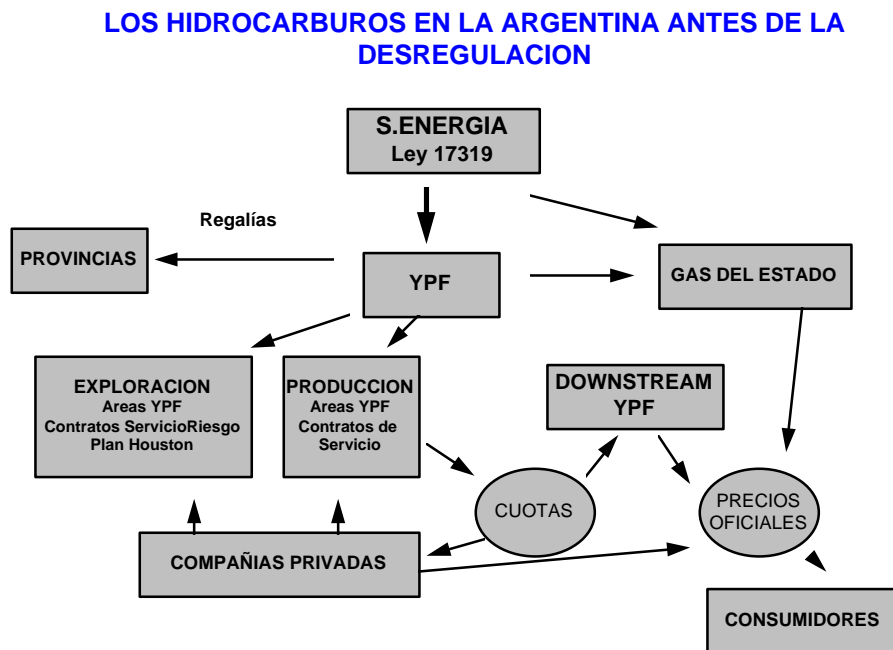 LOS HIDROCARBUROS EN LA ARGENTINA ANTES DE LA
DESREGULACION
S.ENERGIA
Ley 17319
Regalías
PROVINCIAS
YPF
GAS DEL ESTADO
EXPLORACION
Areas YPF
Contratos ServicioRiesgo
Plan Houston
PRODUCCION
Areas YPF
Contratos de
Servicio
DOWNSTREAM
YPF
CUOTAS
PRECIOS
OFICIALES
COMPAÑIAS PRIVADAS
CONSUMIDORES